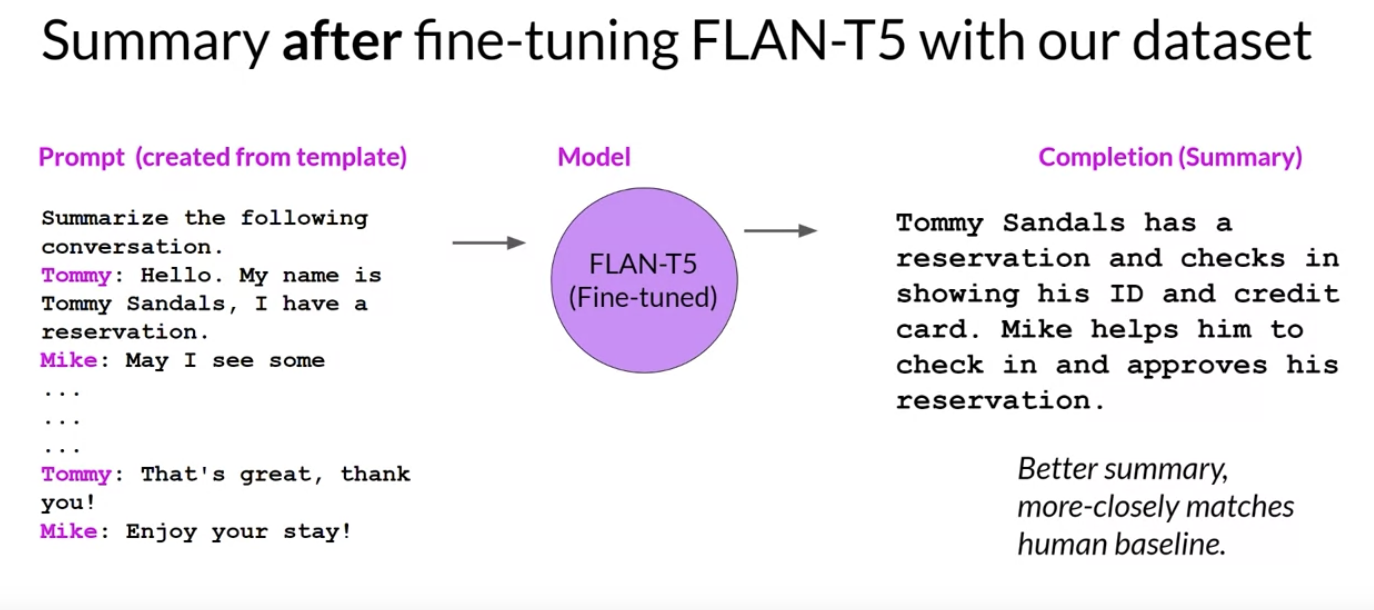 Summary after fine-tuning FLAN-T5 with our dataset
Prompt (created from template)
Summarize the following
conversation.
Tommy: Hello. My name is
Tommy Sandals, I have a
reservation.
Mike: May I see some
...
...
...
Tommy: That's great, thank
you!
Mike: Enjoy your stay!
Model
FLAN-T5
(Fine-tuned)
Completion (Summary)
Tommy Sandals has a
reservation and checks in
showing his ID and credit
card. Mike helps him to
check in and approves his
reservation.
Better summary,
more-closely matches
human baseline.